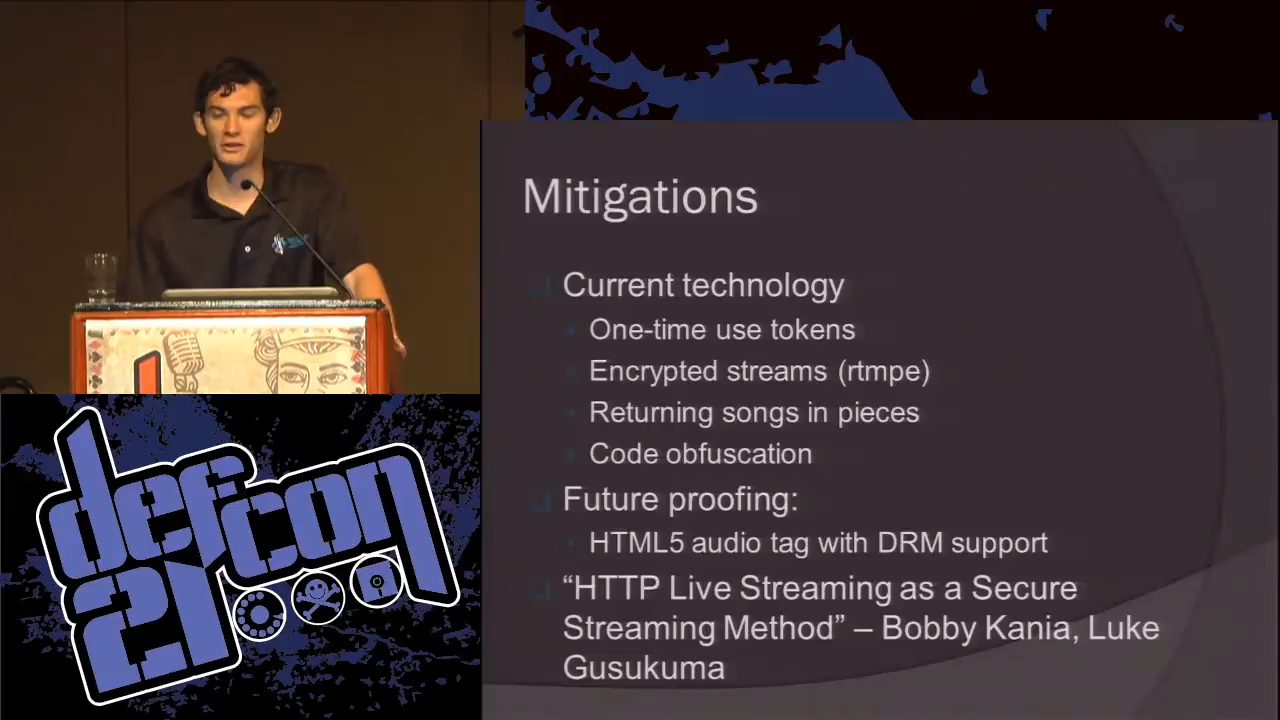 Mitigations
Current technology
One-time use tokens
Encrypted streams (rtmpe)
Returning songs in pieces
Code obfuscation
Future proofing:
HTML5 audio tag with DRM support
“HTTP Live Streaming as a Secure
Streaming Method” – Bobby Kania, Luke
Gusukuma
defcon
21